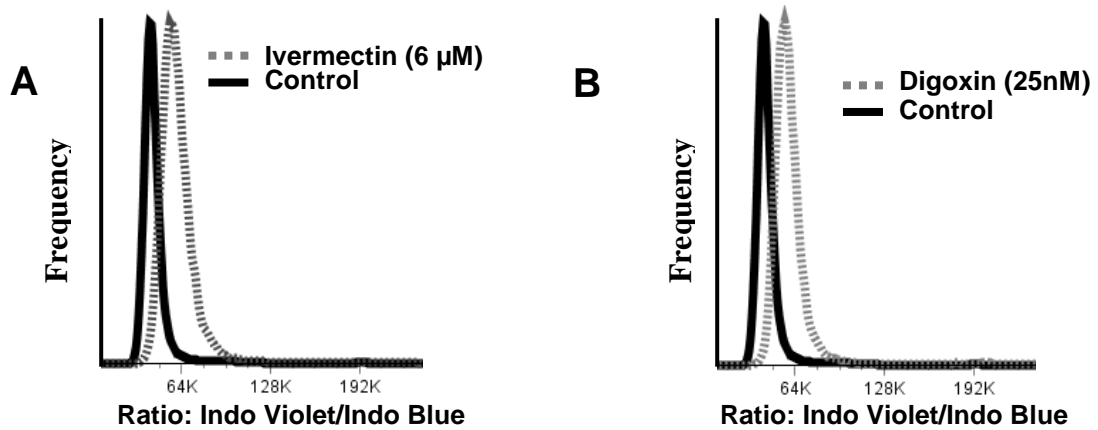 A
Ivermectin (6 µM)
Control
Frequency
64K 128K 192K
Ratio: Indo Violet/Indo Blue
B
Digoxin (25nM)
Control
Frequency
64K 128K 192K
Ratio: Indo Violet/Indo Blue